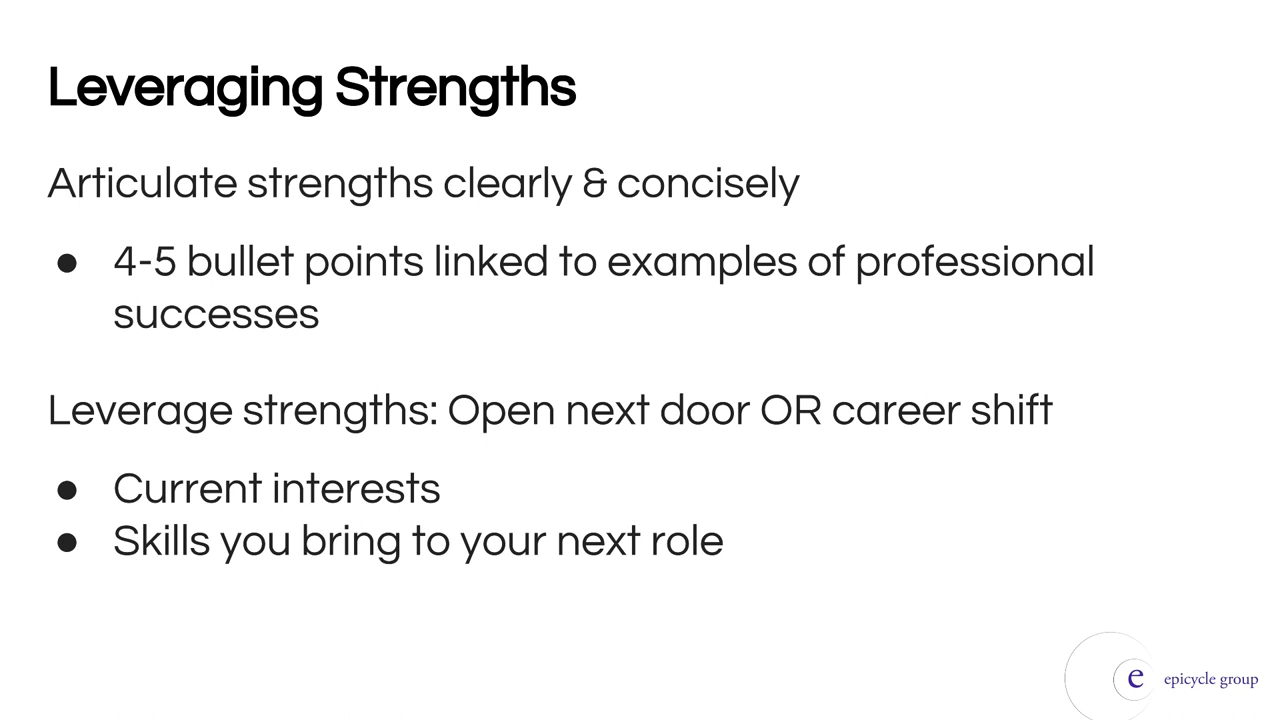 Leveraging Strengths
Articulate strengths clearly & concisely
● 4-5 bullet points linked to examples of professional
successes
Leverage strengths: Open next door OR career shift
● Current interests
● Skills you bring to your next role
e epicycle group